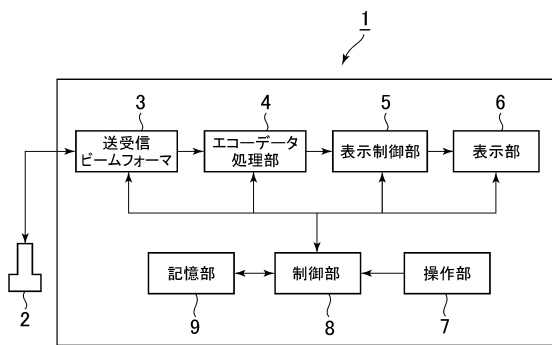 1
3
4
5
6
送受信
ビームフォーマ
エコーデータ
処理部
表示制御部
表示部
2
記憶部
制御部
操作部
9
8
7